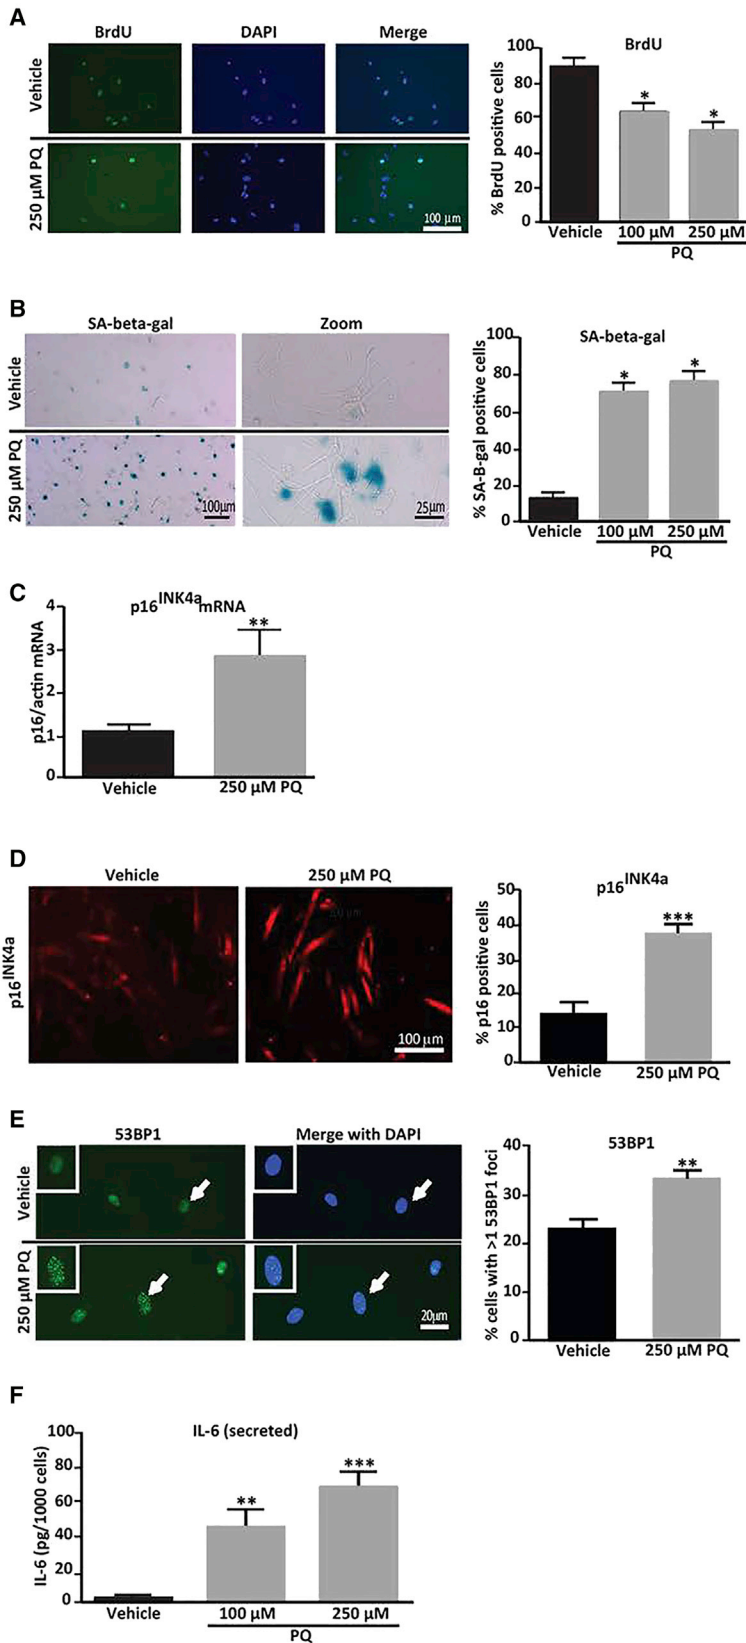 A
BrdU DAPI Merge
Vehicle
250 μM PQ
100 μm
BrdU
% BrdU positive cells
100
80
60
40
20
0
*
*
Vehicle 100 μM 250 μM
PQ
B
SA-beta-gal Zoom
Vehicle
250 μM PQ
100μm
25μm
SA-beta-gal
% SA-B-gal positive cells
100
80
60
40
20
0
*
*
Vehicle 100 μM 250 μM
PQ
C
p16INK4a mRNA
p16/actin mRNA
4
3
2
1
0
**
Vehicle 250 μM PQ
D
Vehicle 250 μM PQ
p16INK4a
100 μm
p16INK4a
% p16 positive cells
50
40
30
20
10
0
***
Vehicle 250 μM PQ
E
53BP1 Merge with DAPI
Vehicle
250 μM PQ
20μm
53BP1
% cells with >1 53BP1 foci
40
30
20
10
0
**
Vehicle 250 μM PQ
F
IL-6 (secreted)
IL-6 (pg/1000 cells)
100
80
60
40
20
0
**
***
Vehicle 100 μM 250 μM
PQ